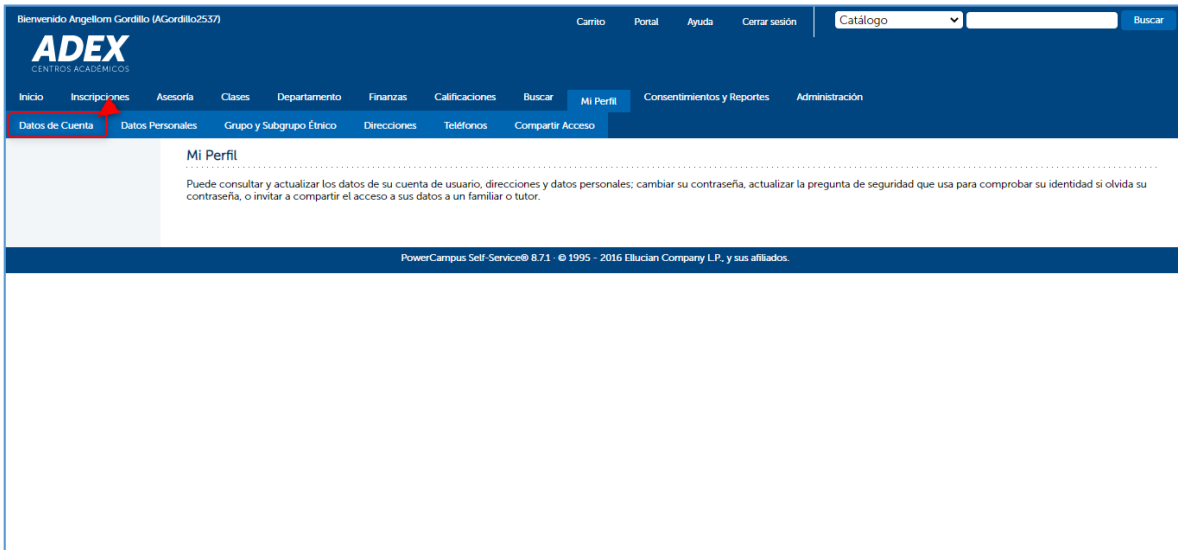 Bienvenido Angellom Gordillo (AGordillo2537)
Carrito Portal Ayuda Cerrar sesión Catálogo Buscar
ADEX
CENTROS ACADÉMICOS
Inicio Inscripciones Asesoría Clases Departamento Finanzas Calificaciones Buscar Mi Perfil Consentimientos y Reportes Administración
Datos de Cuenta Datos Personales Grupo y Subgrupo Étnico Direcciones Teléfonos Compartir Acceso
Mi Perfil
Puede consultar y actualizar los datos de su cuenta de usuario, direcciones y datos personales; cambiar su contraseña, actualizar la pregunta de seguridad que usa para comprobar su identidad si olvida su
contraseña, o invitar a compartir el acceso a sus datos a un familiar o tutor.
PowerCampus Self-Service® 8.7.1 · © 1995 - 2016 Ellucian Company L.P., y sus afiliados.